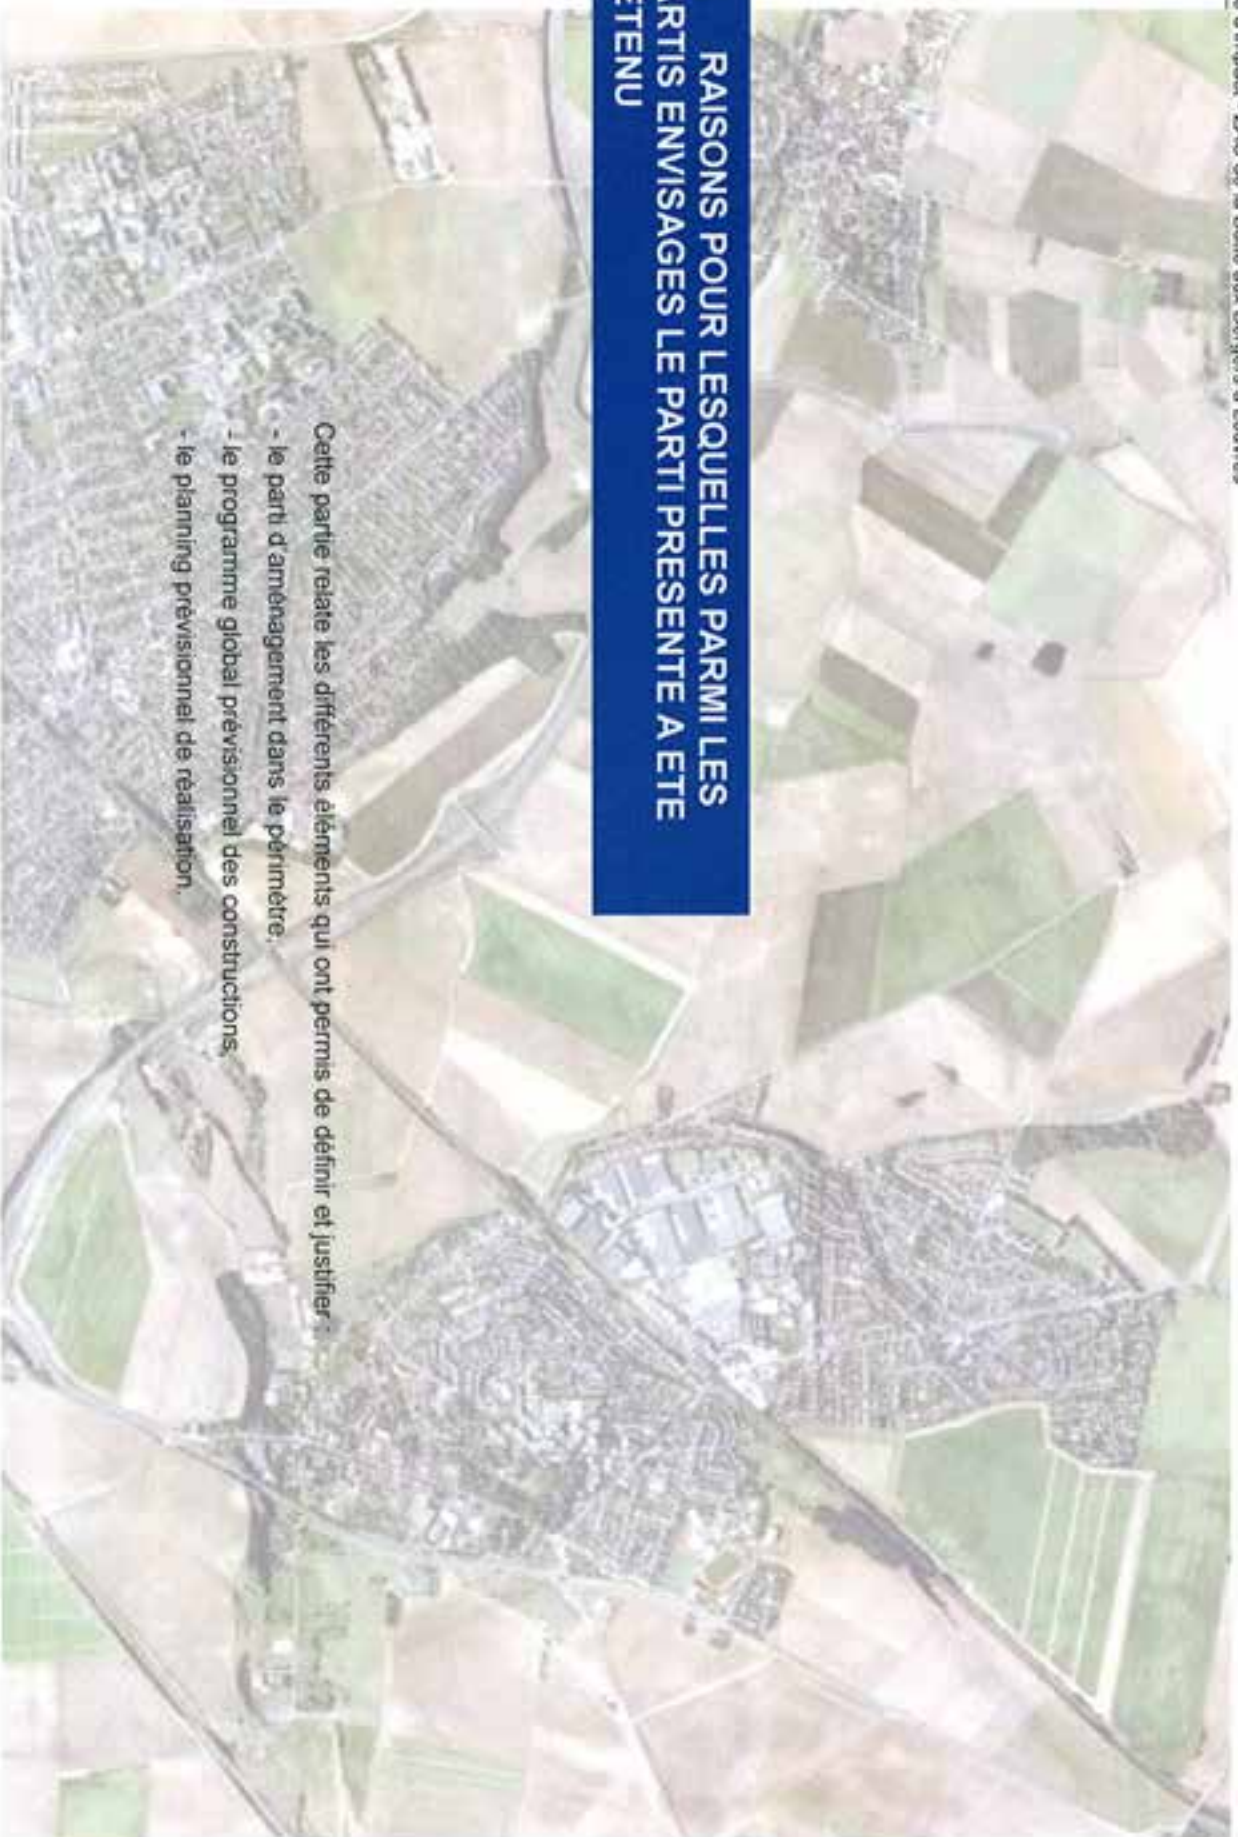 à Louvres
RAISONS POUR LESQUELLES PARMI LES
ARTIS ENVISAGES LE PARTI PRESENTE A ETE
ETENU
Cette partie relate les différents éléments qui ont permis de définir et justifier :
- le parti d'aménagement dans le périmètre,
- le programme global prévisionnel des constructions,
- le planning prévisionnel de réalisation.